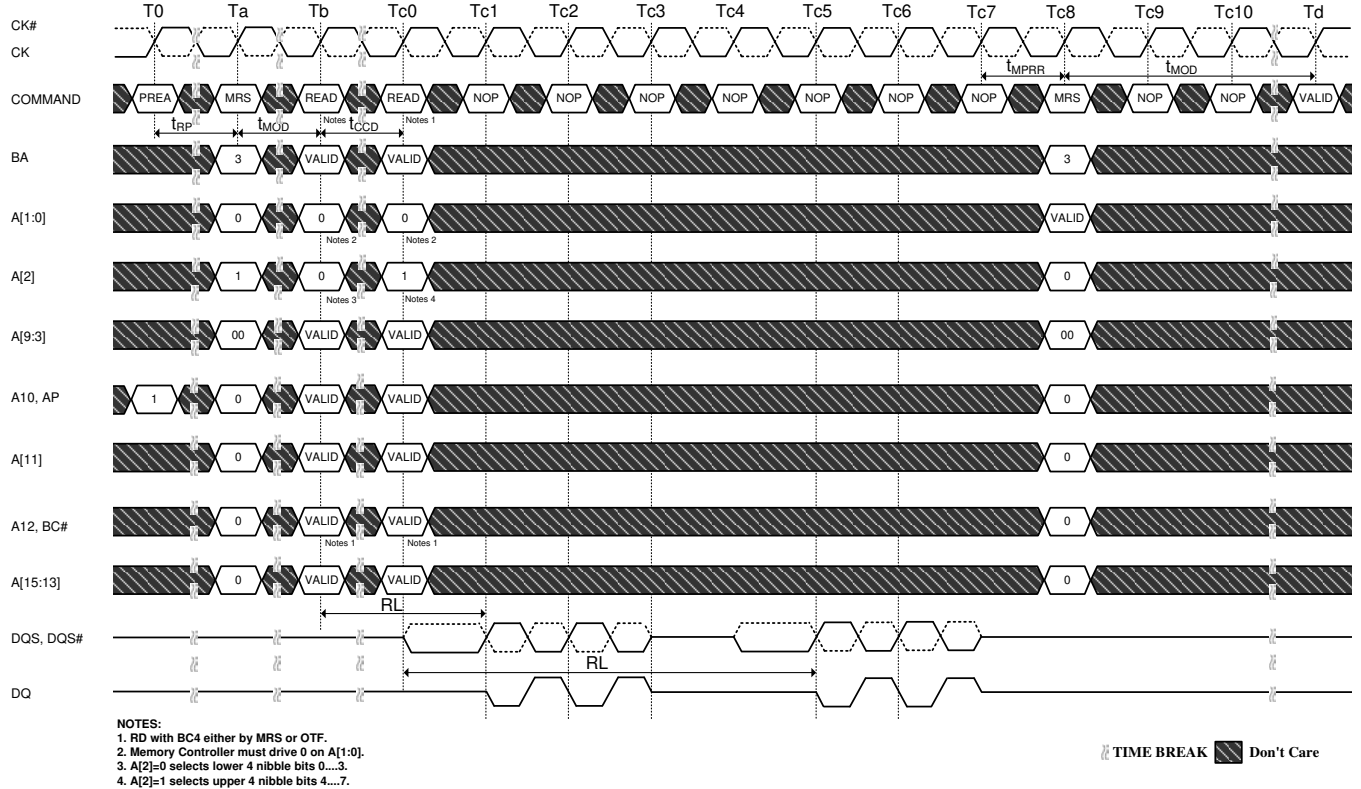 T0 Ta Tb Tc0 Tc1 Tc2 Tc3 Tc4 Tc5 Tc6 Tc7 Tc8 Tc9 Tc10 Td
CK#
CK
tMPRR tMOD
COMMAND PREA MRS READ READ NOP NOP NOP NOP NOP NOP NOP MRS NOP NOP VALID
Notes 1 Notes 1
tRP tMOD tCCD
BA 3 VALID VALID 3
A[1:0] 0 0 0 VALID
Notes 2 Notes 2
A[2] 1 0 1 0
Notes 3 Notes 4
A[9:3] 00 VALID VALID 00
A10, AP 1 0 VALID VALID 0
A[11] 0 VALID VALID 0
A12, BC# 0 VALID VALID 0
Notes 1 Notes 1
A[15:13] 0 VALID VALID 0
RL
DQS, DQS#
RL
DQ
NOTES:
1. RD with BC4 either by MRS or OTF.
2. Memory Controller must drive 0 on A[1:0].
3. A[2]=0 selects lower 4 nibble bits 0....3.
4. A[2]=1 selects upper 4 nibble bits 4....7.
TIME BREAK Don't Care